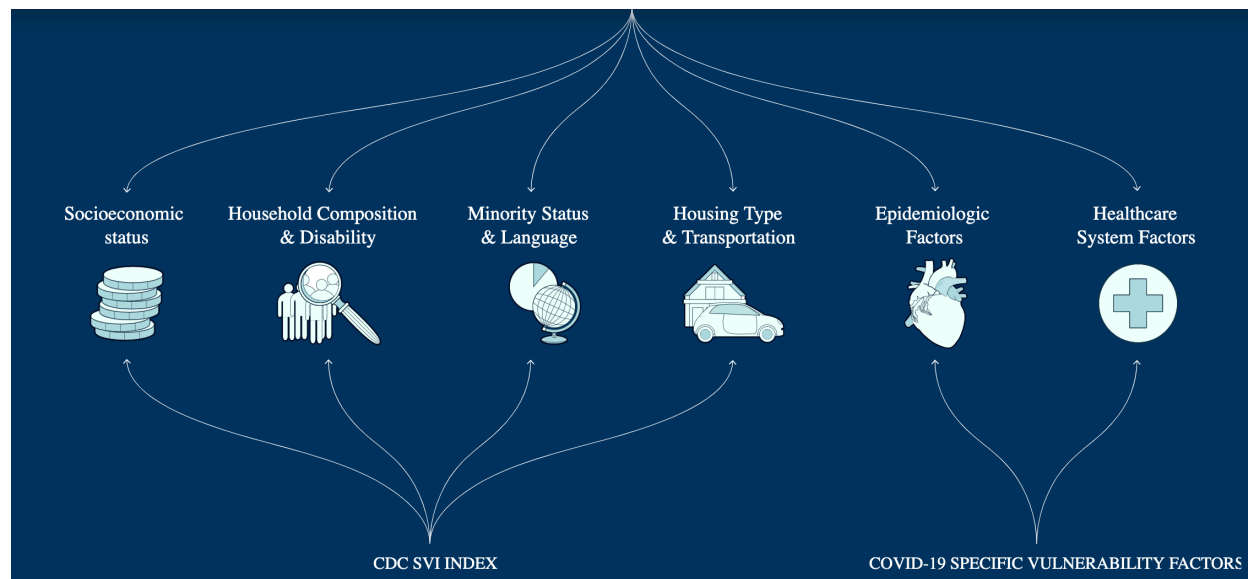 Socioeconomic
status
Household Composition
& Disability
Minority Status
& Language
Housing Type
& Transportation
Epidemiologic
Factors
Healthcare
System Factors
CDC SVI INDEX
COVID-19 SPECIFIC VULNERABILITY FACTORS